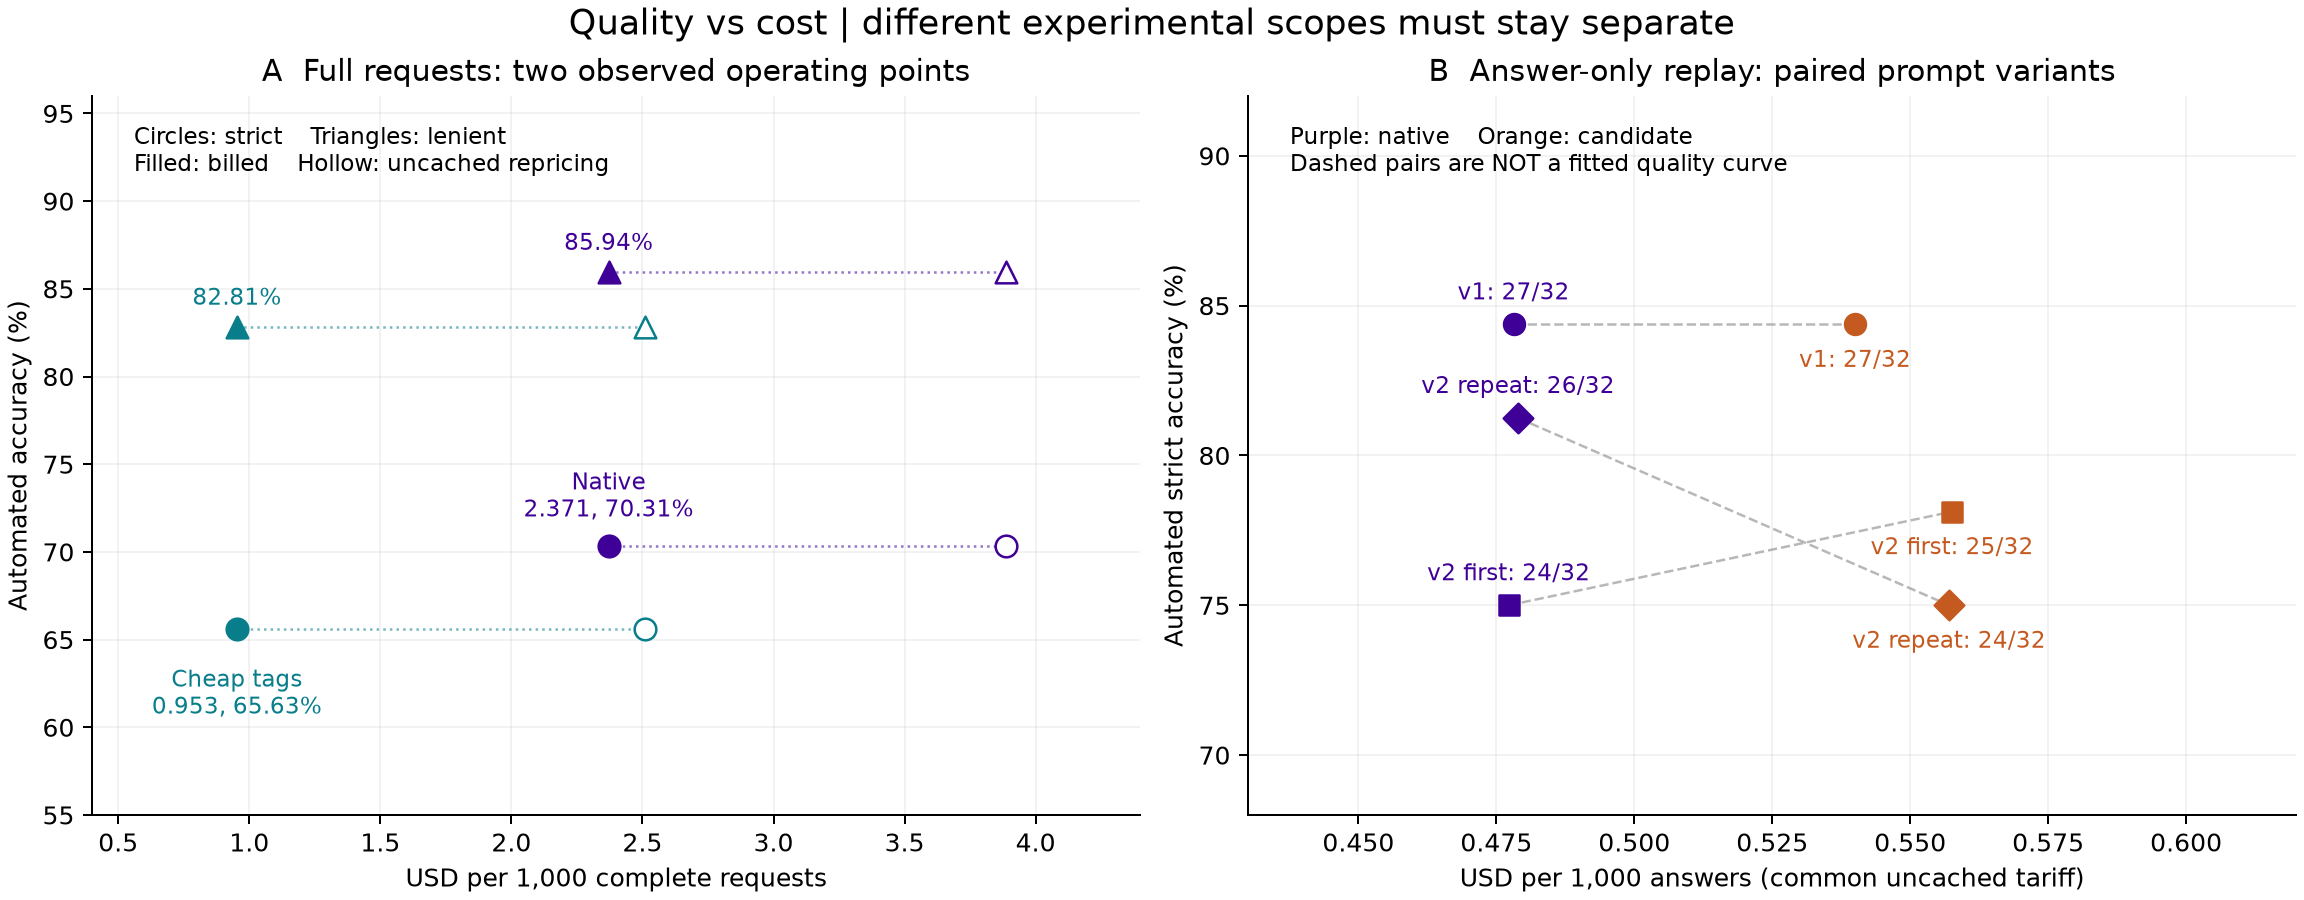 Quality vs cost | different experimental scopes must stay separate
A  Full requests: two observed operating points
Circles: strict    Triangles: lenient
Filled: billed    Hollow: uncached repricing
95
90
85
80
75
70
65
60
55
Automated accuracy (%)
85.94%
82.81%
Native
2.371, 70.31%
Cheap tags
0.953, 65.63%
0.5 1.0 1.5 2.0 2.5 3.0 3.5 4.0
USD per 1,000 complete requests
B  Answer-only replay: paired prompt variants
Purple: native    Orange: candidate
Dashed pairs are NOT a fitted quality curve
90
85
80
75
70
Automated strict accuracy (%)
v1: 27/32
v1: 27/32
v2 repeat: 26/32
v2 first: 25/32
v2 first: 24/32
v2 repeat: 24/32
0.450 0.475 0.500 0.525 0.550 0.575 0.600
USD per 1,000 answers (common uncached tariff)